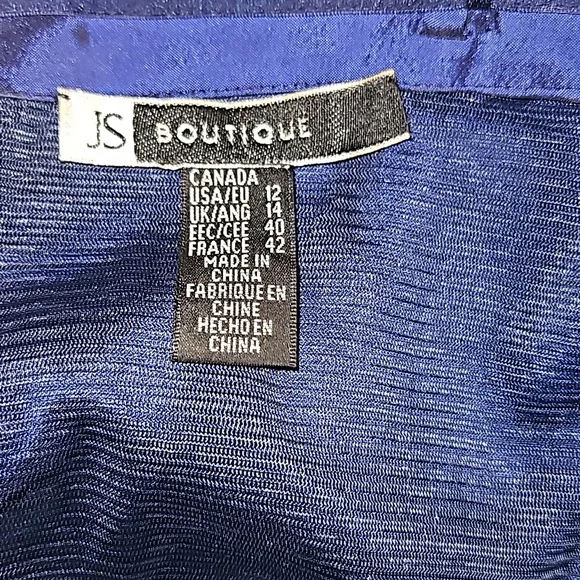 JS BOUTIQUE
CANADA
USA/EU 12
UK/ANG 14
EEC/CEE 40
FRANCE 42
MADE IN
CHINA
FABRIQUE EN
CHINE
HECHO EN
CHINA